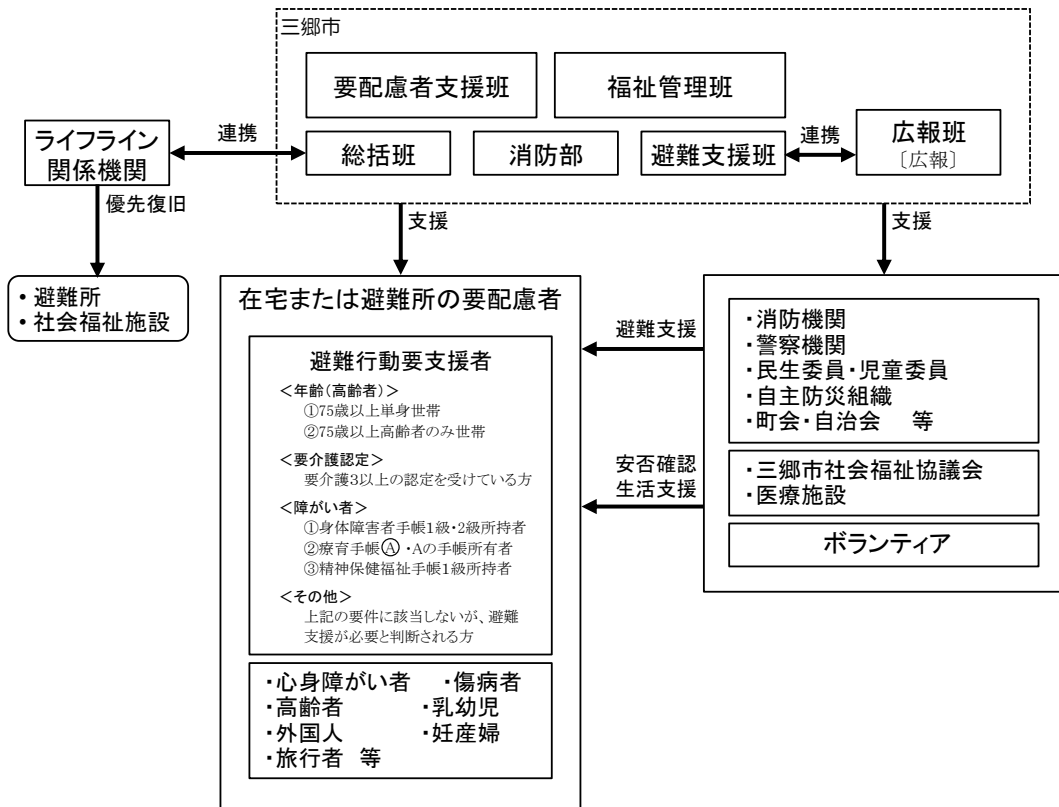 三郷市
要配慮者支援班
福祉管理班
ライフライン
関係機関
連携
総括班
消防部
避難支援班
連携
広報班
〔広報〕
優先復旧
支援
支援
・避難所
・社会福祉施設
在宅または避難所の要配慮者
避難行動要支援者
＜年齢(高齢者)＞
①75歳以上単身世帯
②75歳以上高齢者のみ世帯
＜要介護認定＞
要介護3以上の認定を受けている方
＜障がい者＞
①身体障害者手帳1級・2級所持者
②療育手帳Ⓐ・Aの手帳所有者
③精神保健福祉手帳1級所持者
＜その他＞
上記の要件に該当しないが、避難
支援が必要と判断される方
・心身障がい者　・傷病者
・高齢者　・乳幼児
・外国人　・妊産婦
・旅行者　等
避難支援
安否確認
生活支援
・消防機関
・警察機関
・民生委員・児童委員
・自主防災組織
・町会・自治会　等
・三郷市社会福祉協議会
・医療施設
ボランティア